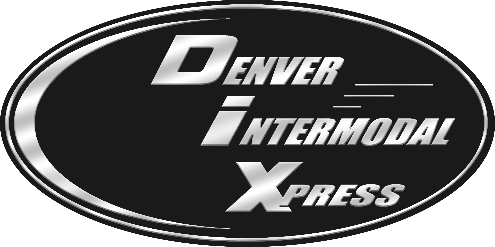 DENVER
iNTERMODAL
XPRESS